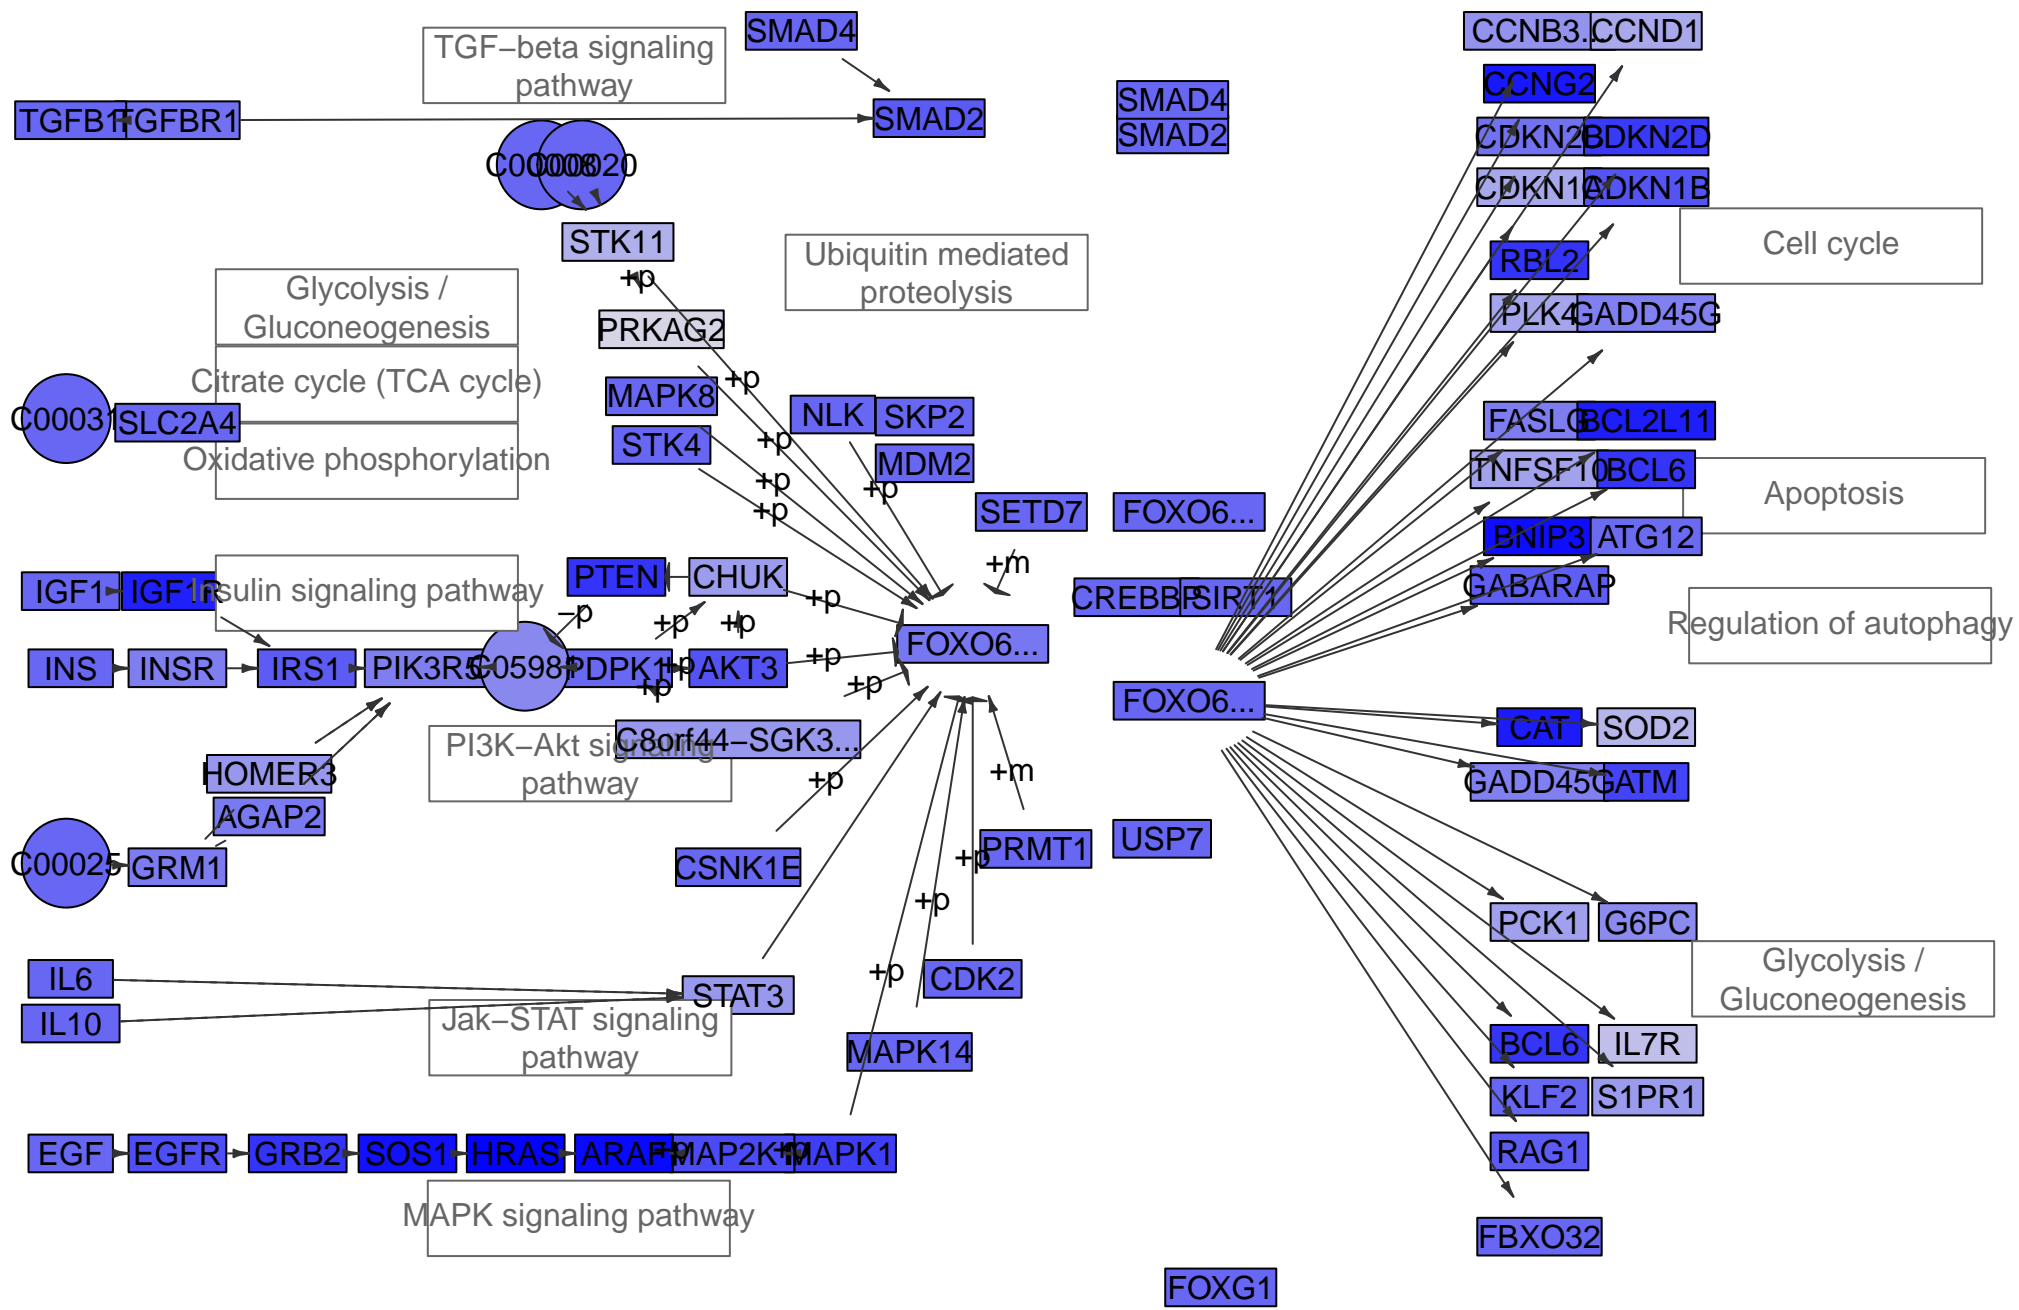 SMAD4
TGF−beta signaling
pathway
CCNB3...
CCND1
CCNG2
TGFB1
TGFBR1
SMAD2
SMAD4
SMAD2
CDKN2B
CDKN2D
C00020
CDKN1A
CDKN1B
STK11
Ubiquitin mediated
proteolysis
Cell cycle
RBL2
+p
Glycolysis /
Gluconeogenesis
PRKAG2
PLK4
GADD45G
Citrate cycle (TCA cycle)
+p
MAPK8
NLK
SKP2
C00031
SLC2A4
FASLG
BCL2L11
STK4
+p
Oxidative phosphorylation
MDM2
TNFSF10
BCL6
+p
+p
Apoptosis
+p
SETD7
FOXO6...
BNIP3
ATG12
+m
PTEN
CHUK
GABARAP
IGF1
IGF1R
Insulin signaling pathway
+p
CREBBP
SIRT1
−p
+p
+p
Regulation of autophagy
FOXO6...
INS
INSR
IRS1
PIK3R5
C05981
PDPK1
+p
AKT3
+p
+p
+p
FOXO6...
CAT
SOD2
PI3K−Akt signaling
pathway
C8orf44−SGK3...
HOMER3
+p
+m
GADD45G
ATM
AGAP2
USP7
PRMT1
C00025
GRM1
CSNK1E
+p
+p
PCK1
G6PC
Glycolysis /
Gluconeogenesis
IL6
+p
CDK2
STAT3
IL10
Jak−STAT signaling
pathway
MAPK14
BCL6
IL7R
KLF2
S1PR1
EGF
EGFR
GRB2
SOS1
HRAS
ARAF
+p
MAP2K1
+p
MAPK1
RAG1
MAPK signaling pathway
FBXO32
FOXG1